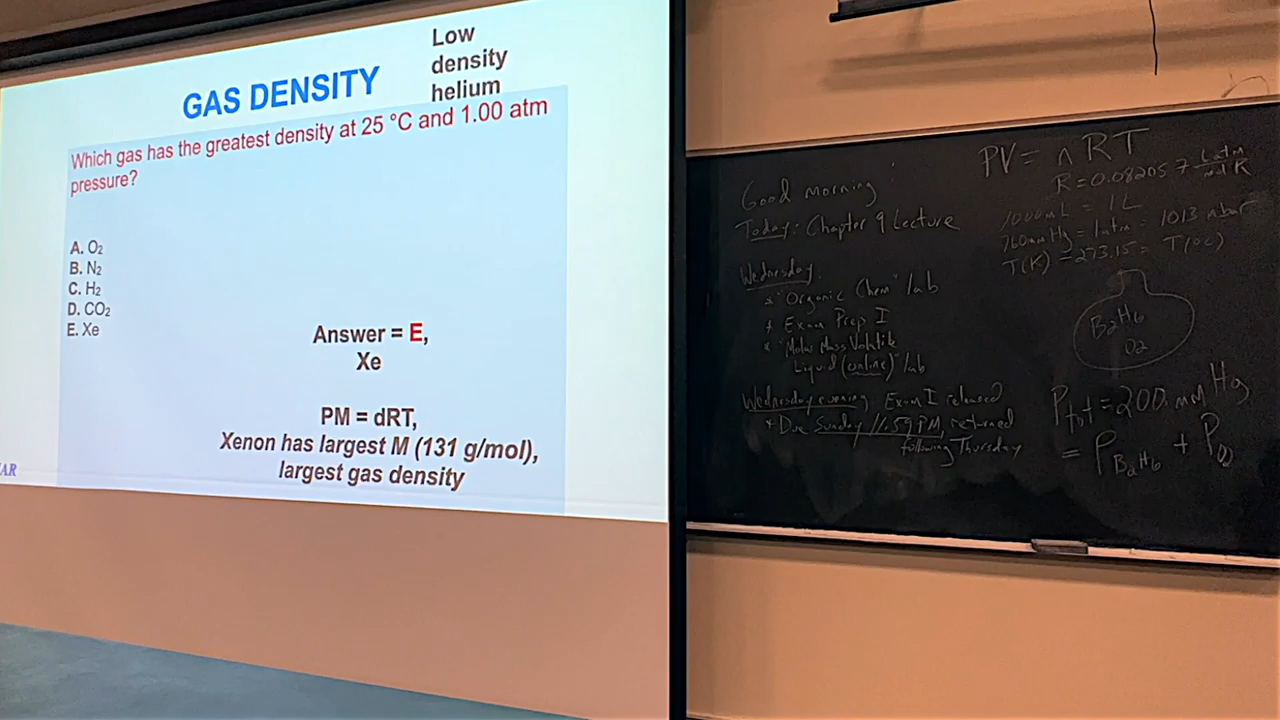 Low
density
helium
GAS DENSITY
Which gas has the greatest density at 25 °C and 1.00 atm
pressure?
A. O₂
B. N₂
C. H₂
D. CO₂
E. Xe
Answer = E,
Xe
PM = dRT,
Xenon has largest M (131 g/mol),
largest gas density
AR
Good morning
Today: Chapter 9 Lecture
Wednesday
* "Organic Chem" lab
* Exam Prep I
* "Molar Mass Volatile
Liquid (online)" lab
Wednesday evening Exam I released
* Due Sunday 11:59 PM, returned
following Thursday
PV = nRT
R = 0.082057 L atm / mol K
1000 mL = 1 L
760 mm Hg = 1 atm = 1013 mbar
T(K) = 273.15 = T(°C)
B₂H₆
O₂
Ptot = 200. mm Hg
= P B₂H₆ + P O₂